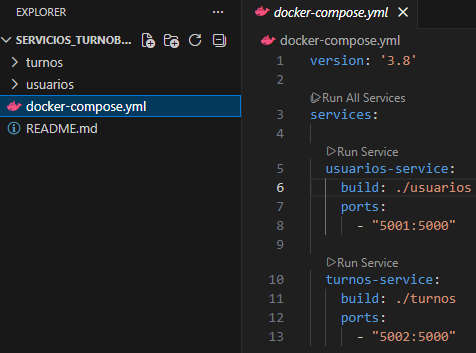 EXPLORER
SERVICIOS_TURNOB...
turnos
usuarios
docker-compose.yml
README.md
docker-compose.yml
docker-compose.yml
1 version: '3.8'
2
Run All Services
3 services:
4
Run Service
5 usuarios-service:
6 build: ./usuarios
7 ports:
8 - "5001:5000"
9
Run Service
10 turnos-service:
11 build: ./turnos
12 ports:
13 - "5002:5000"